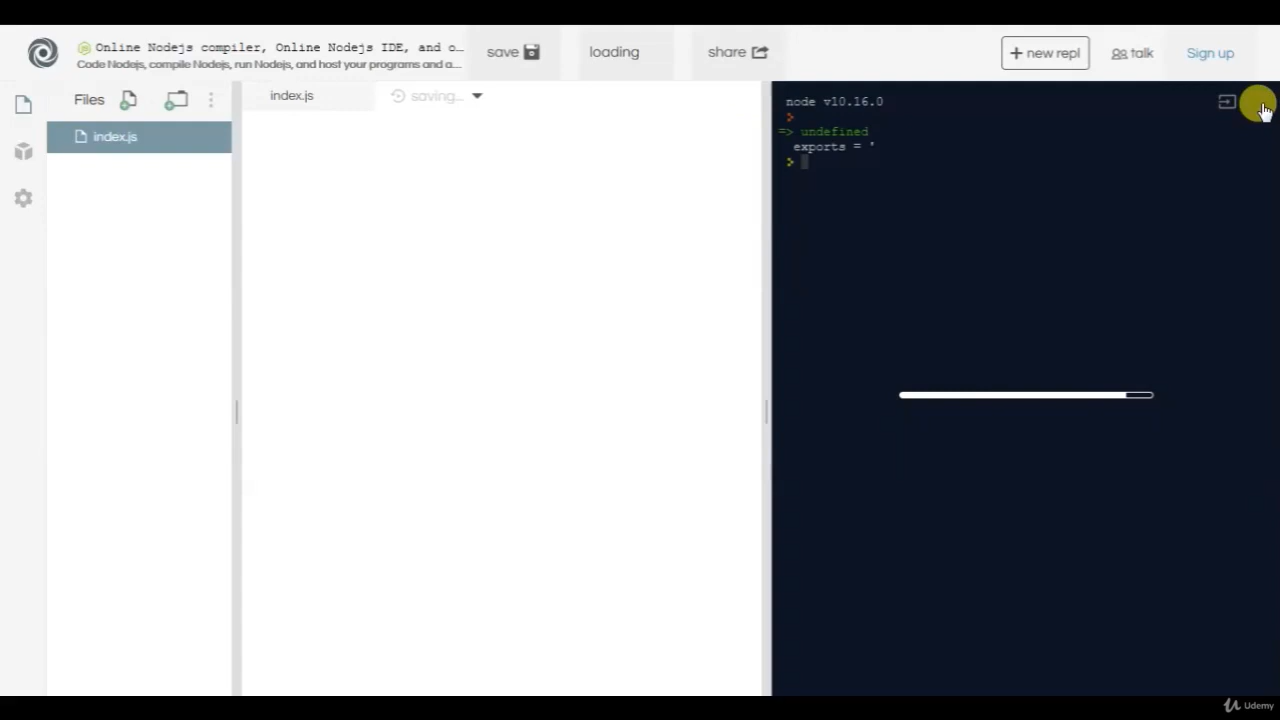 Online Nodejs compiler, Online Nodejs IDE, and o...
Code Nodejs, compile Nodejs, run Nodejs, and host your programs and a...
save
loading
share
+ new repl
talk
Sign up
Files
index.js
saving...
index.js
node v10.16.0
>
=> undefined
exports = '
>
Udemy